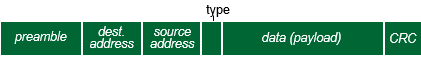 type
preamble
dest.
address
source
address
data (payload)
CRC